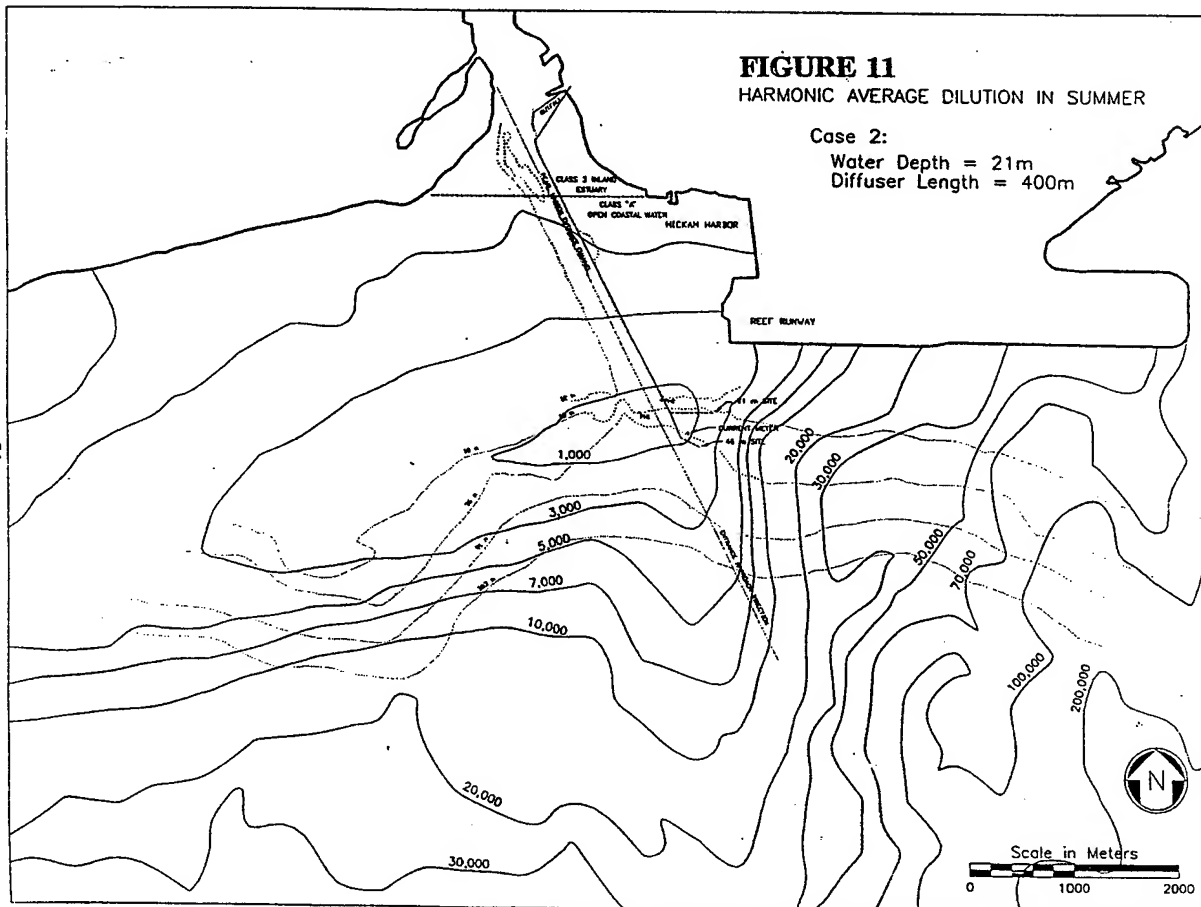 FIGURE 11
HARMONIC AVERAGE DILUTION IN SUMMER
Case 2:
Water Depth = 21m
Diffuser Length = 400m
CLASS 2 INLAND
ESTUARY
CLASS "A"
OPEN COASTAL WATER
HICKAM HARBOR
REEF RUNWAY
CURRENT METER
46 m SITE
1,000
3,000
5,000
7,000
10,000
20,000
30,000
20,000
30,000
50,000
70,000
100,000
200,000
N
Scale in Meters
0 1000 2000